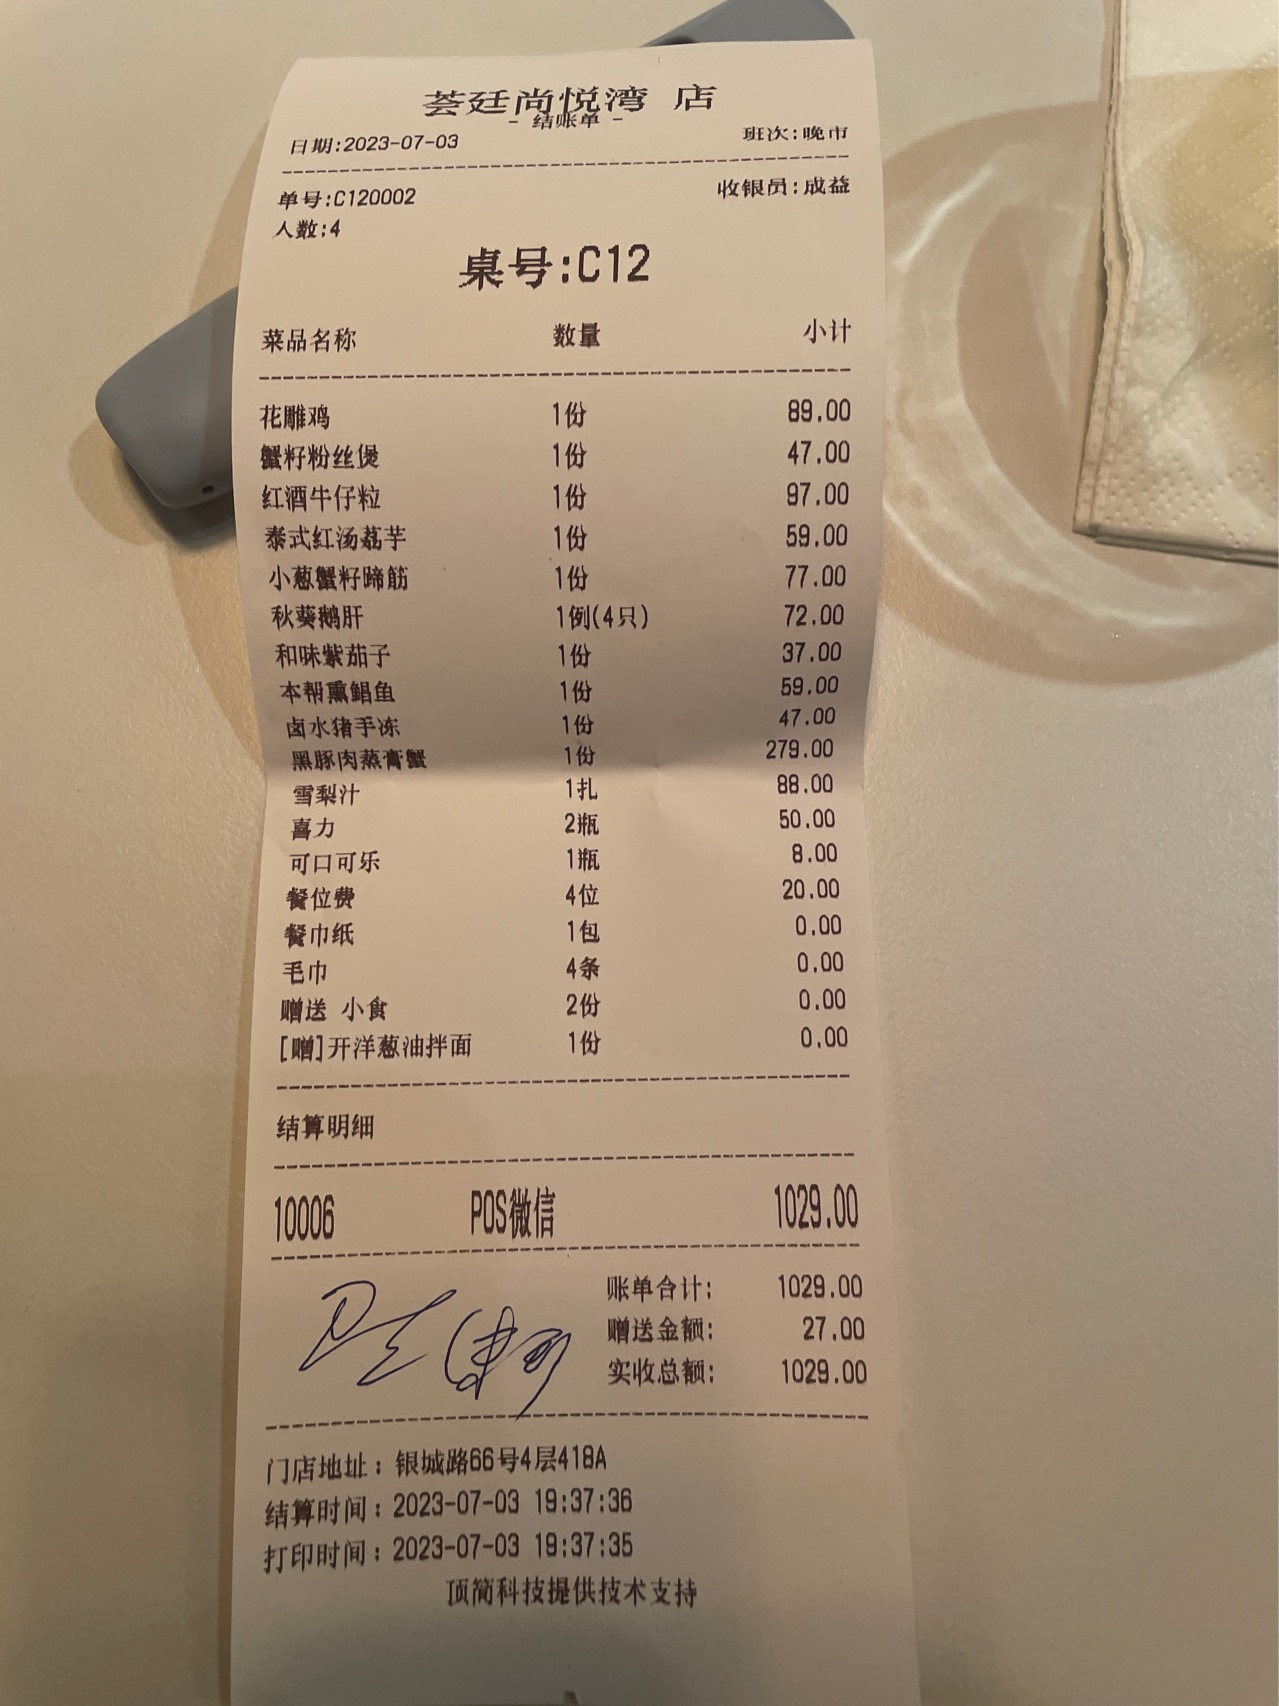 荟廷尚悦湾 店
- 结账单 -
日期:2023-07-03 班次:晚市
单号:C120002 收银员:成益
人数:4
桌号:C12
菜品名称 数量 小计
花雕鸡 1份 89.00
蟹籽粉丝煲 1份 47.00
红酒牛仔粒 1份 97.00
泰式红汤荔芋 1份 59.00
小葱蟹籽蹄筋 1份 77.00
秋葵鹅肝 1例(4只) 72.00
和味紫茄子 1份 37.00
本帮熏鲳鱼 1份 59.00
卤水猪手冻 1份 47.00
黑豚肉蒸膏蟹 1份 279.00
雪梨汁 1扎 88.00
喜力 2瓶 50.00
可口可乐 1瓶 8.00
餐位费 4位 20.00
餐巾纸 1包 0.00
毛巾 4条 0.00
赠送 小食 2份 0.00
[赠]开洋葱油拌面 1份 0.00
结算明细
10006 POS微信 1029.00
账单合计: 1029.00
赠送金额: 27.00
实收总额: 1029.00
门店地址: 银城路66号4层418A
结算时间: 2023-07-03 19:37:36
打印时间: 2023-07-03 19:37:35
顶简科技提供技术支持